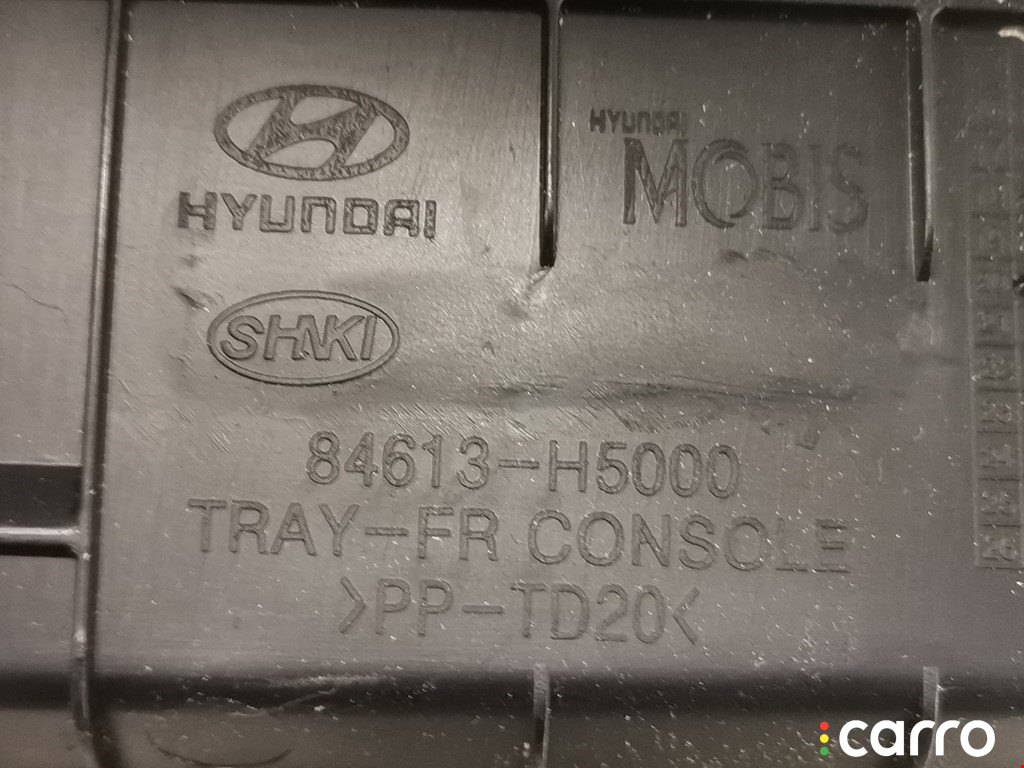 HYUNDAI
HYUNDAI
MOBIS
SHNKI
84613-H5000
TRAY-FR CONSOLE
>PP-TD20<
carro